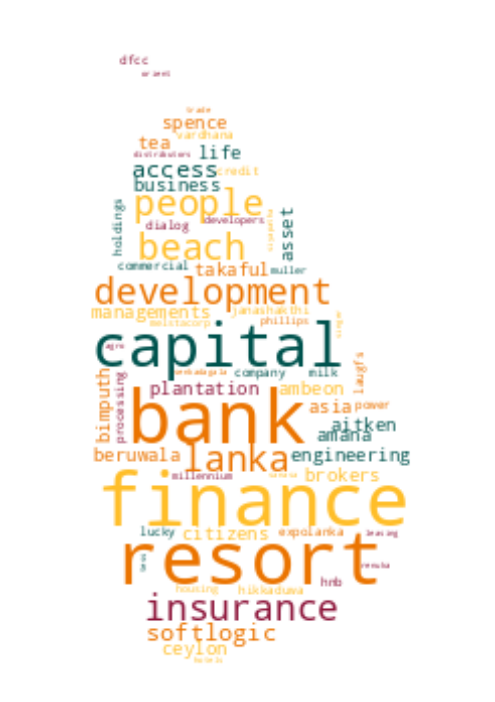 dfcc
orient
trade
spence
vardhana
tea
distributors life
access credit
business
people
holdings
dialog developers
asset
beach
commercial takaful muller
development
managements janashakthi
melstacorp phillips
singer
capital
agro
company milk
laugfs
processing
plantation ambeon
bimputh
bank
asia power
aitken
amana
beruwala lanka engineering
millennium brokers
finance
lucky citizens expolanka leasing
resort
renuka
hnb
housing hikkaduwa
insurance
softlogic
ceylon
hotels